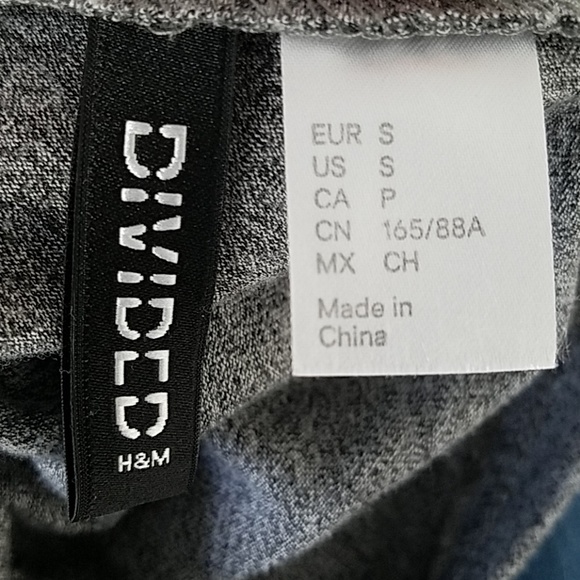 DIVIDED
H&M
EUR S
US S
CA P
CN 165/88A
MX CH
Made in
China